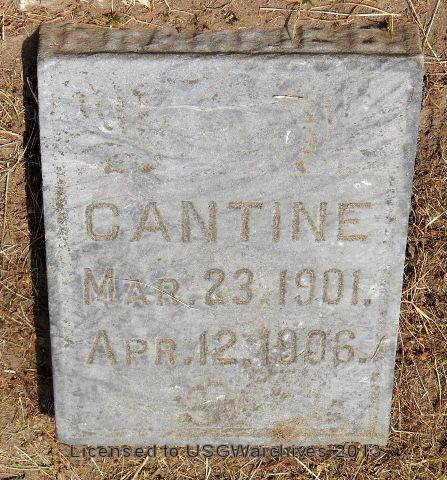 CANTINE
MAR. 23. 1901.
APR. 12. 1906.
Licensed to USGWarchives 2013